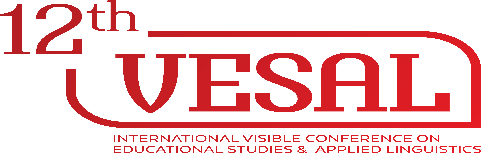 12th
VESAL
INTERNATIONAL VISIBLE CONFERENCE ON
EDUCATIONAL STUDIES & APPLIED LINGUISTICS